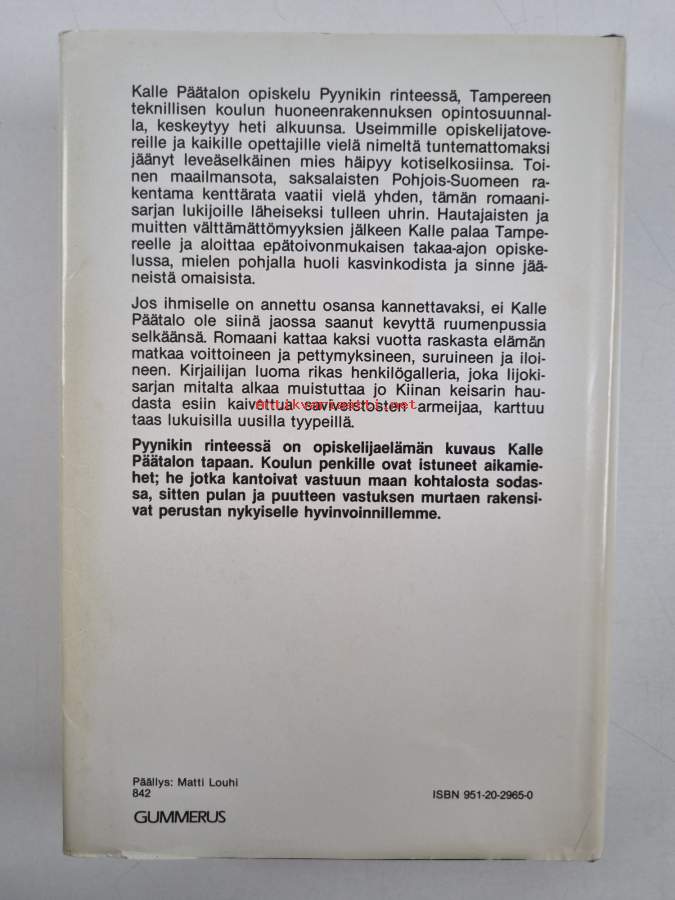 Kalle Päätalon opiskelu Pyynikin rinteessä, Tampereen
teknillisen koulun huoneenrakennuksen opintosuunnal-
la, keskeytyy heti alkuunsa. Useimmille opiskelijatove-
reille ja kaikille opettajille vielä nimeltä tuntemattomaksi
jäänyt leveäselkäinen mies häipyy kotiselkosiinsa. Toi-
nen maailmansota, saksalaisten Pohjois-Suomeen ra-
kentama kenttärata vaatii vielä yhden, tämän romaani-
sarjan lukijoille läheiseksi tulleen uhrin. Hautajaisten ja
muitten välttämättömyyksien jälkeen Kalle palaa Tampe-
reelle ja aloittaa epätoivonmukaisen takaa-ajon opiske-
lussa, mielen pohjalla huoli kasvinkodista ja sinne jää-
neistä omaisista.
Jos ihmiselle on annettu osansa kannettavaksi, ei Kalle
Päätalo ole siinä jaossa saanut kevyttä ruumenpussia
selkäänsä. Romaani kattaa kaksi vuotta raskasta elämän
matkaa voittoineen ja pettymyksineen, suruineen ja iloi-
neen. Kirjailijan luoma rikas henkilögalleria, joka Iijoki-
sarjan mitalta alkaa muistuttaa jo Kiinan keisarin hau-
dasta esiin kaivettua saviveistosten armeijaa, karttuu
taas lukuisilla uusilla tyypeillä.
Pyynikin rinteessä on opiskelijaelämän kuvaus Kalle
Päätalon tapaan. Koulun penkille ovat istuneet aikamie-
het; he jotka kantoivat vastuun maan kohtalosta sodas-
sa, sitten pulan ja puutteen vastuksen murtaen rakensi-
vat perustan nykyiselle hyvinvoinnillemme.
Päällys: Matti Louhi
842
ISBN 951-20-2965-0
GUMMERUS